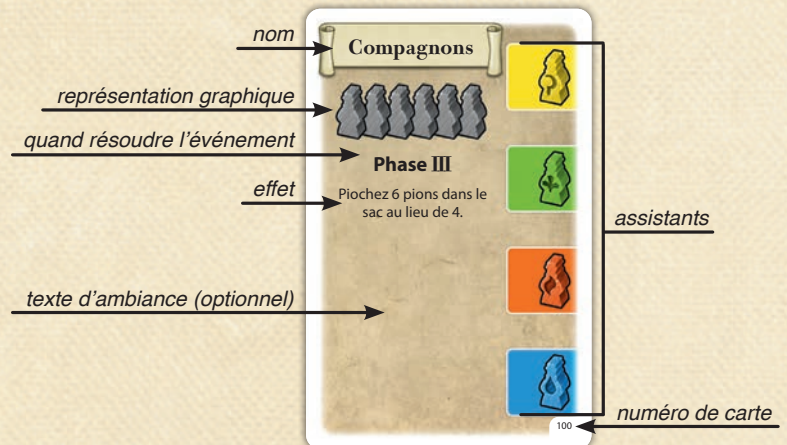 nom
Compagnons
représentation graphique
quand résoudre l'événement
Phase III
effet
Piochez 6 pions dans le
sac au lieu de 4.
assistants
texte d'ambiance (optionnel)
numéro de carte
100